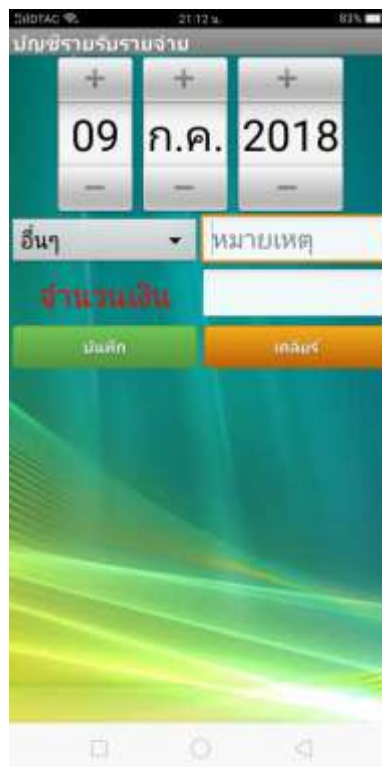 DTAC 21:12 น. 83%
บัญชีรายรับรายจ่าย
+ + +
09 ก.ค. 2018
− − −
อื่นๆ หมายเหตุ
จำนวนเงิน
บันทึก เคลียร์